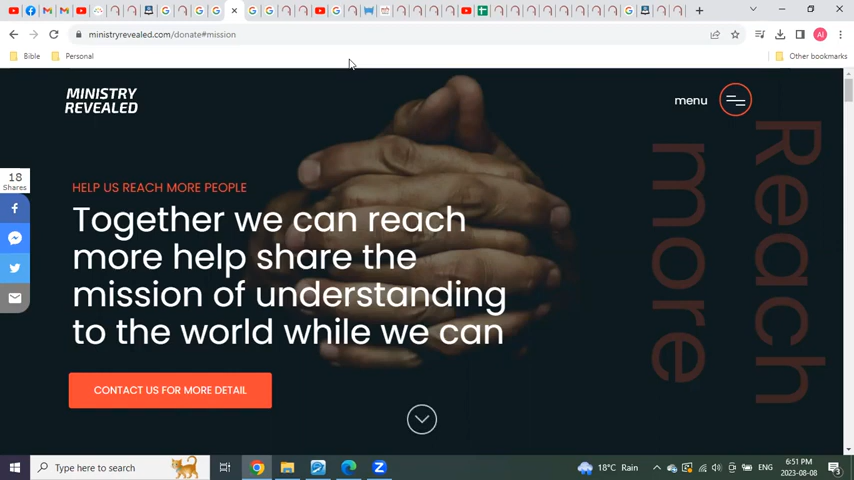 ministryrevealed.com/donate#mission
AI
Bible
Personal
Other bookmarks
MINISTRY
REVEALED
menu
18
Shares
HELP US REACH MORE PEOPLE
Together we can reach
more help share the
mission of understanding
to the world while we can
Reach
more
CONTACT US FOR MORE DETAIL
Type here to search
18°C Rain
ENG
6:51 PM
2023-08-08
3